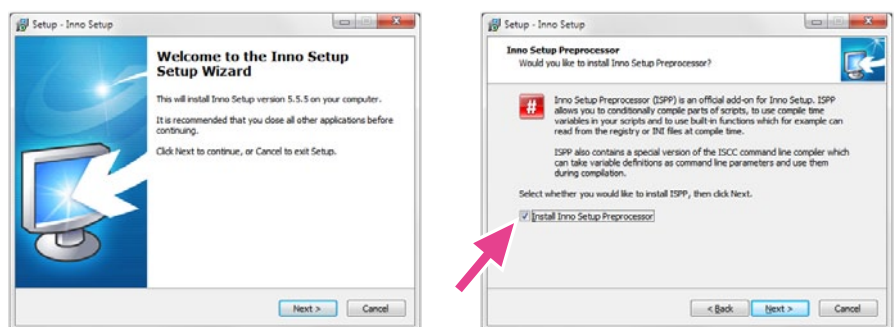 Setup - Inno Setup
Welcome to the Inno Setup
Setup Wizard
This will install Inno Setup version 5.5.5 on your computer.
It is recommended that you close all other applications before
continuing.
Click Next to continue, or Cancel to exit Setup.
Next >
Cancel
Setup - Inno Setup
Inno Setup Preprocessor
Would you like to install Inno Setup Preprocessor?
#
Inno Setup Preprocessor (ISPP) is an official add-on for Inno Setup. ISPP
allows you to conditionally compile parts of scripts, to use compile time
variables in your scripts and to use built-in functions which for example can
read from the registry or INI files at compile time.
ISPP also contains a special version of the ISCC command line compiler which
can take variable definitions as command line parameters and use them
during compilation.
Select whether you would like to install ISPP, then click Next.
Install Inno Setup Preprocessor
< Back
Next >
Cancel